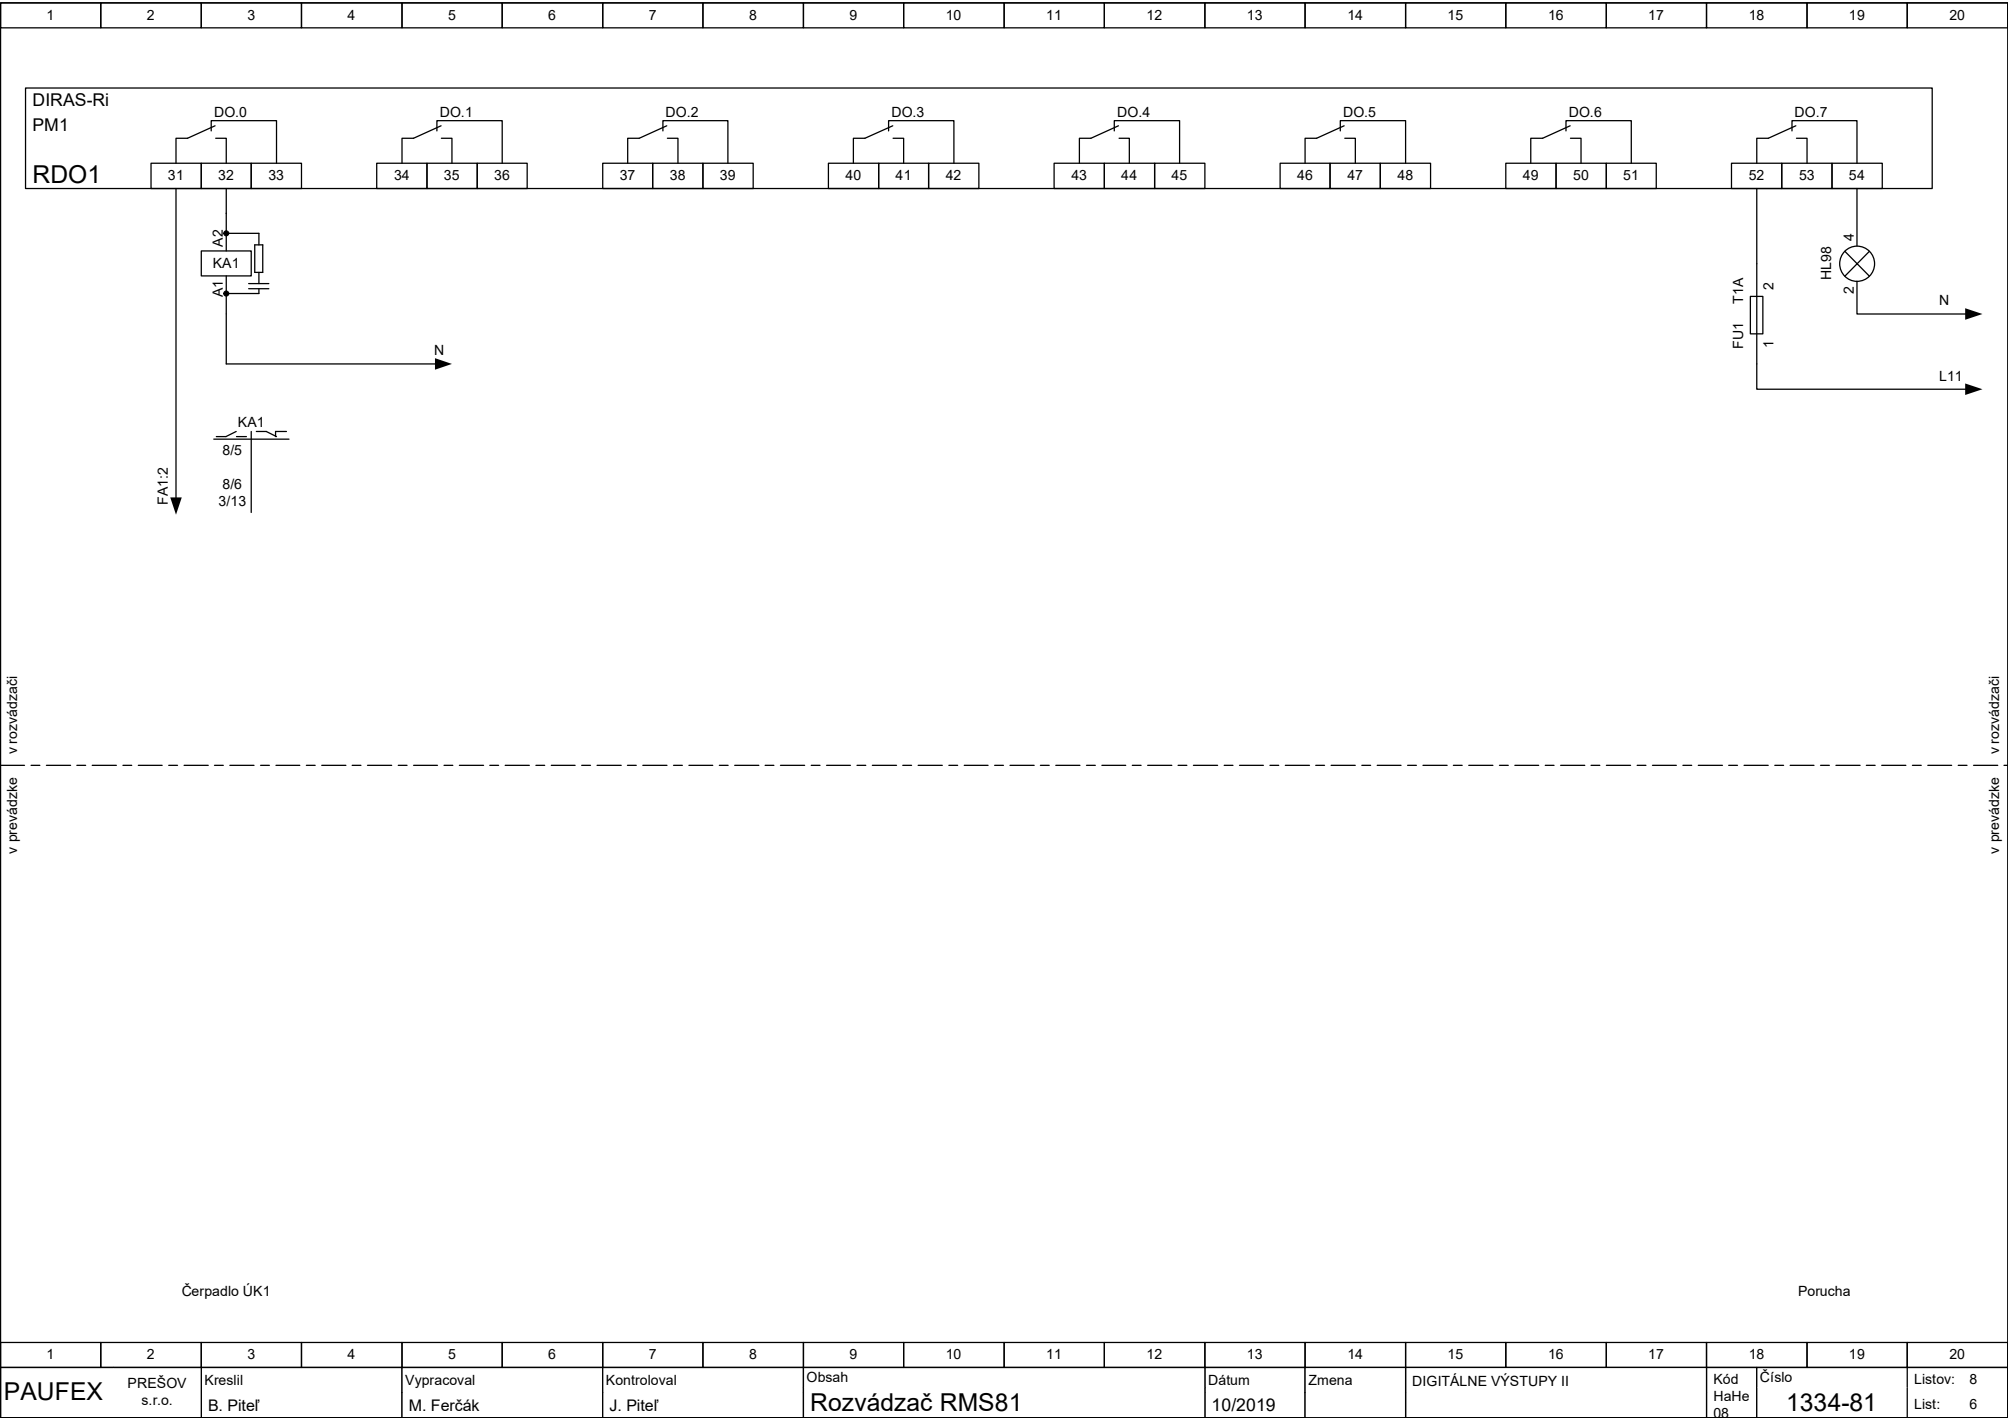 1 2 3 4 5 6 7 8 9 10 11 12 13 14 15 16 17 18 19 20
DIRAS-Ri
PM1
RDO1
DO.0 DO.1 DO.2 DO.3 DO.4 DO.5 DO.6 DO.7
31 32 33 34 35 36 37 38 39 40 41 42 43 44 45 46 47 48 49 50 51 52 53 54
A2
KA1
A1
N
FA1:2
KA1
8/5
8/6
3/13
HL98
4
2
N
FU1 T1A
2
1
L11
v rozvádzači
v rozvádzači
v prevádzke
v prevádzke
Čerpadlo ÚK1
Porucha
1 2 3 4 5 6 7 8 9 10 11 12 13 14 15 16 17 18 19 20
PAUFEX
PREŠOV
s.r.o.
Kreslil
B. Piteľ
Vypracoval
M. Ferčák
Kontroloval
J. Piteľ
Obsah
Rozvádzač RMS81
Dátum
10/2019
Zmena
DIGITÁLNE VÝSTUPY II
Kód
HaHe
08
Číslo
1334-81
Listov: 8
List: 6